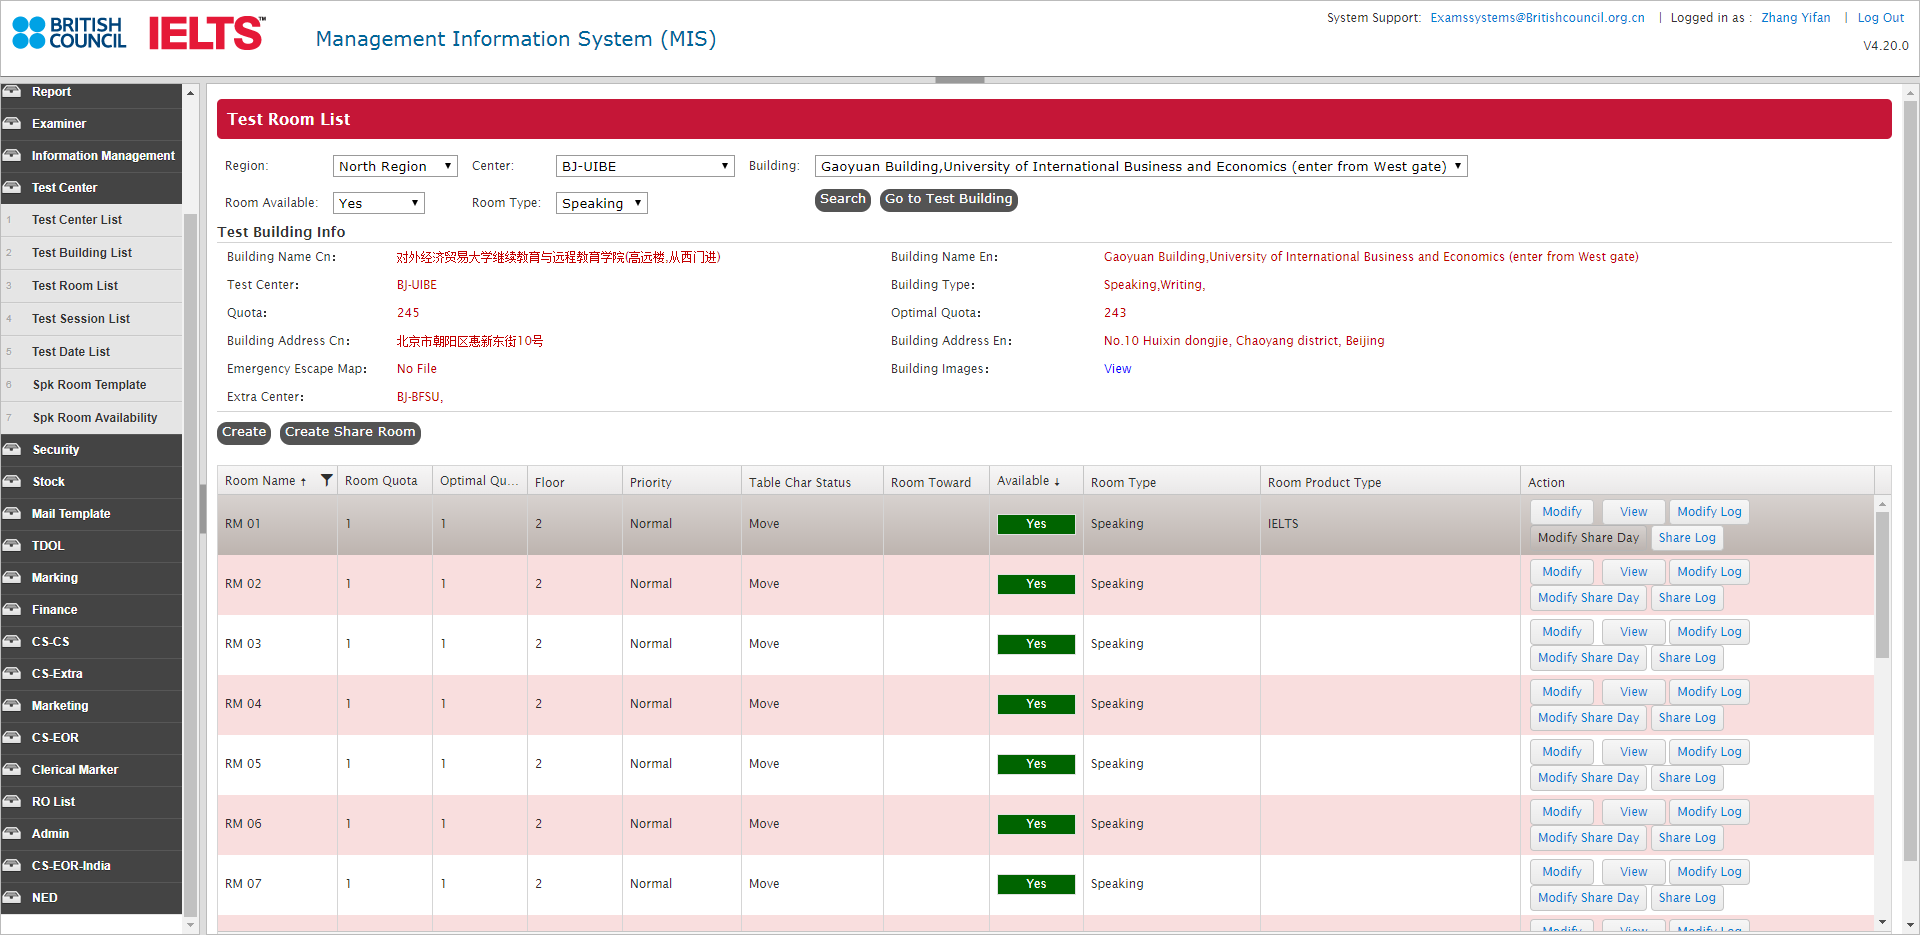 BRITISH COUNCIL IELTS™ Management Information System (MIS)
System Support: Examssystems@Britishcouncil.org.cn | Logged in as : Zhang Yifan | Log Out
V4.20.0
Report
Examiner
Information Management
Test Center
1 Test Center List
2 Test Building List
3 Test Room List
4 Test Session List
5 Test Date List
6 Spk Room Template
7 Spk Room Availability
Security
Stock
Mail Template
TDOL
Marking
Finance
CS-CS
CS-Extra
Marketing
CS-EOR
Clerical Marker
RO List
Admin
CS-EOR-India
NED
Test Room List
Region: North Region Center: BJ-UIBE Building: Gaoyuan Building,University of International Business and Economics (enter from West gate)
Room Available: Yes Room Type: Speaking Search Go to Test Building
Test Building Info
Building Name Cn: 对外经济贸易大学继续教育与远程教育学院(高远楼,从西门进) Building Name En: Gaoyuan Building,University of International Business and Economics (enter from West gate)
Test Center: BJ-UIBE Building Type: Speaking,Writing,
Quota: 245 Optimal Quota: 243
Building Address Cn: 北京市朝阳区惠新东街10号 Building Address En: No.10 Huixin dongjie, Chaoyang district, Beijing
Emergency Escape Map: No File Building Images: View
Extra Center: BJ-BFSU,
Create Create Share Room
Room Name ↑ Room Quota Optimal Qu... Floor Priority Table Char Status Room Toward Available ↓ Room Type Room Product Type Action
RM 01 1 1 2 Normal Move Yes Speaking IELTS Modify View Modify Log
Modify Share Day Share Log
RM 02 1 1 2 Normal Move Yes Speaking Modify View Modify Log
Modify Share Day Share Log
RM 03 1 1 2 Normal Move Yes Speaking Modify View Modify Log
Modify Share Day Share Log
RM 04 1 1 2 Normal Move Yes Speaking Modify View Modify Log
Modify Share Day Share Log
RM 05 1 1 2 Normal Move Yes Speaking Modify View Modify Log
Modify Share Day Share Log
RM 06 1 1 2 Normal Move Yes Speaking Modify View Modify Log
Modify Share Day Share Log
RM 07 1 1 2 Normal Move Yes Speaking Modify View Modify Log
Modify Share Day Share Log
Modify View Modify Log